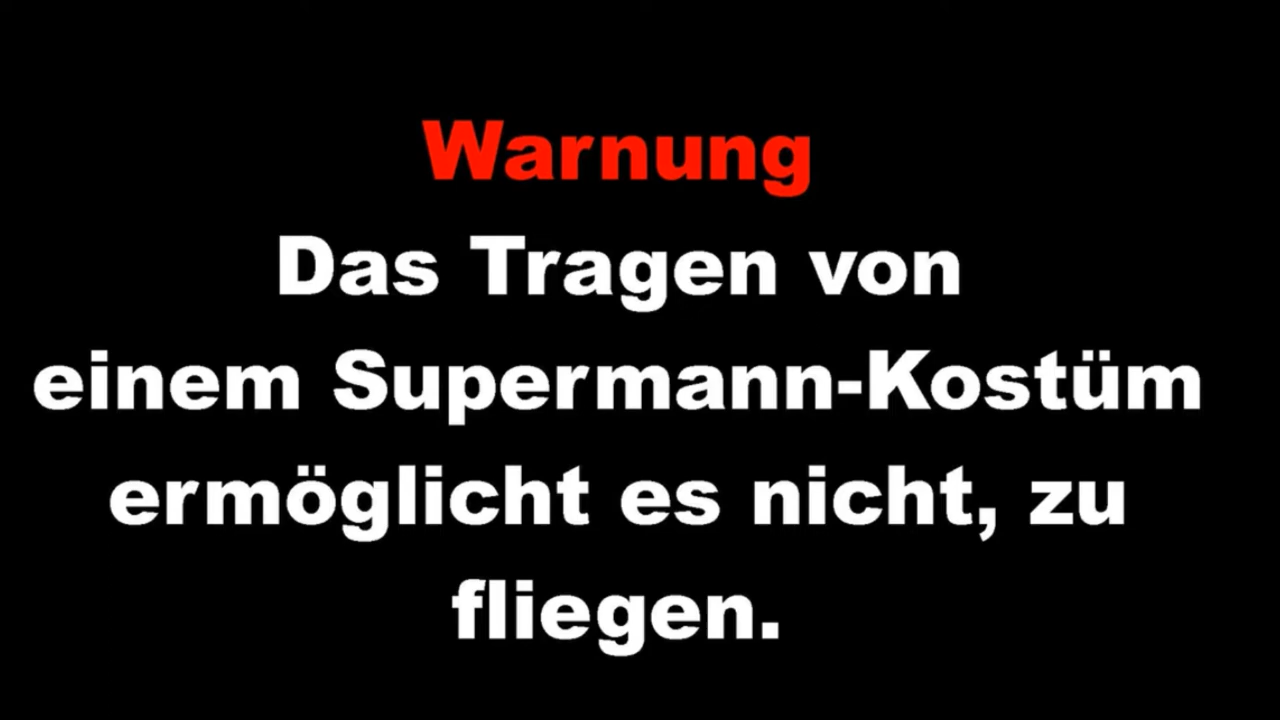 Warnung
Das Tragen von
einem Supermann-Kostüm
ermöglicht es nicht, zu
fliegen.